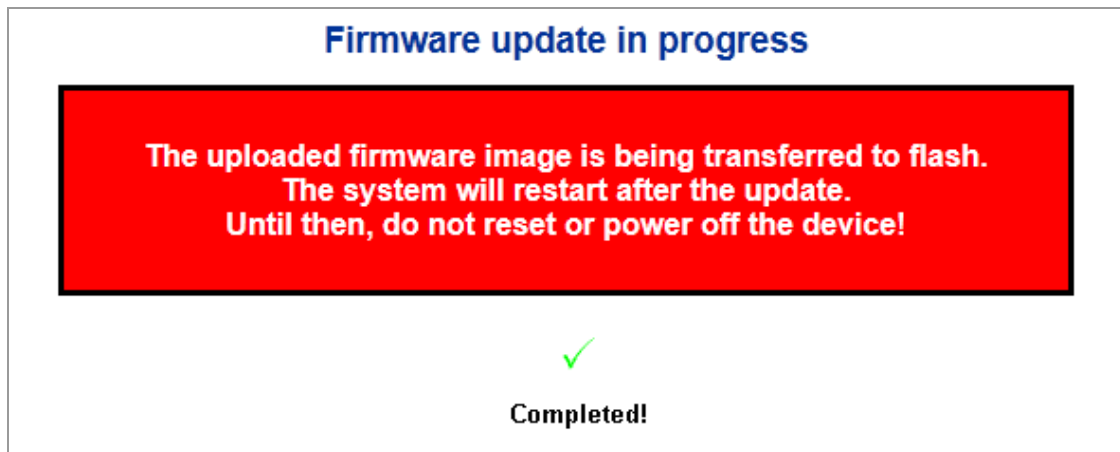 Firmware update in progress
The uploaded firmware image is being transferred to flash.
The system will restart after the update.
Until then, do not reset or power off the device!
Completed!